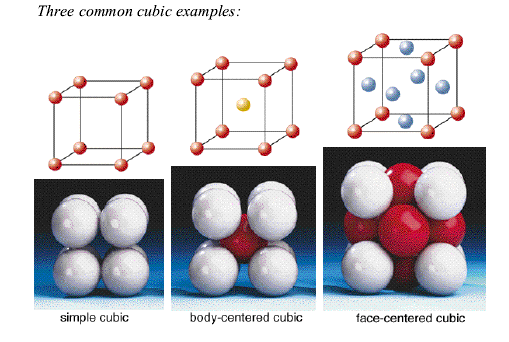 Three common cubic examples:
simple cubic
body-centered cubic
face-centered cubic